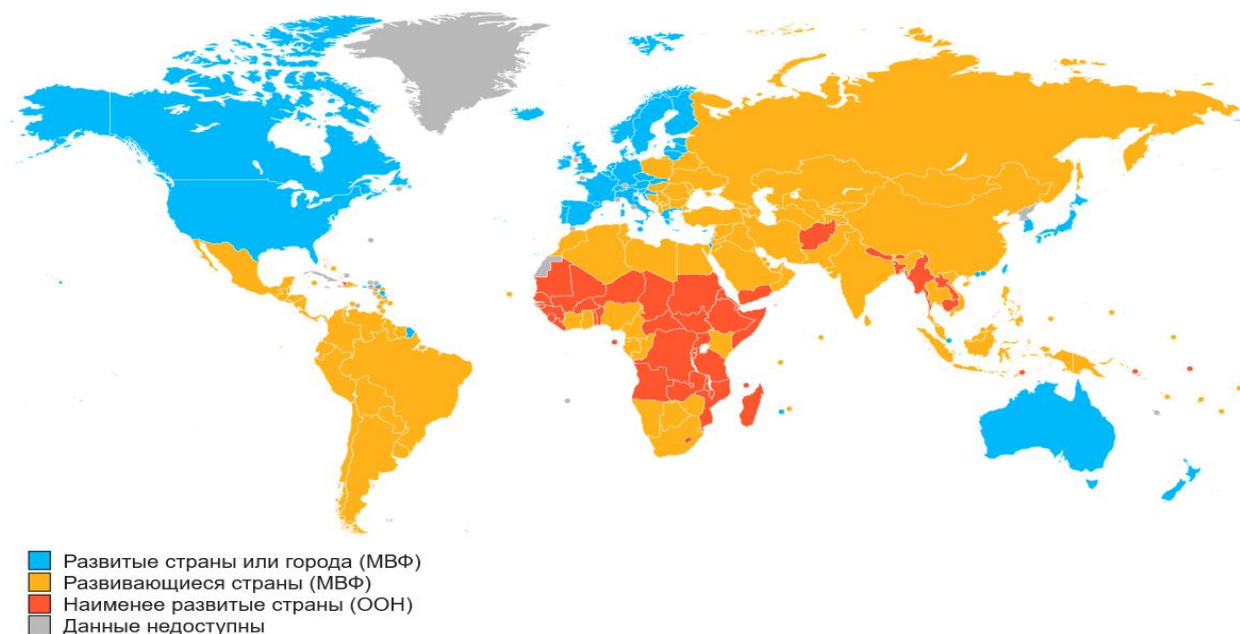 Развитые страны или города (МВФ)
Развивающиеся страны (МВФ)
Наименее развитые страны (ООН)
Данные недоступны